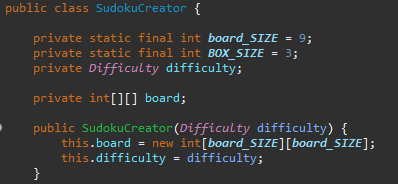 public class SudokuCreator {
private static final int board_SIZE = 9;
private static final int BOX_SIZE = 3;
private Difficulty difficulty;
private int[][] board;
public SudokuCreator(Difficulty difficulty) {
this.board = new int[board_SIZE][board_SIZE];
this.difficulty = difficulty;
}